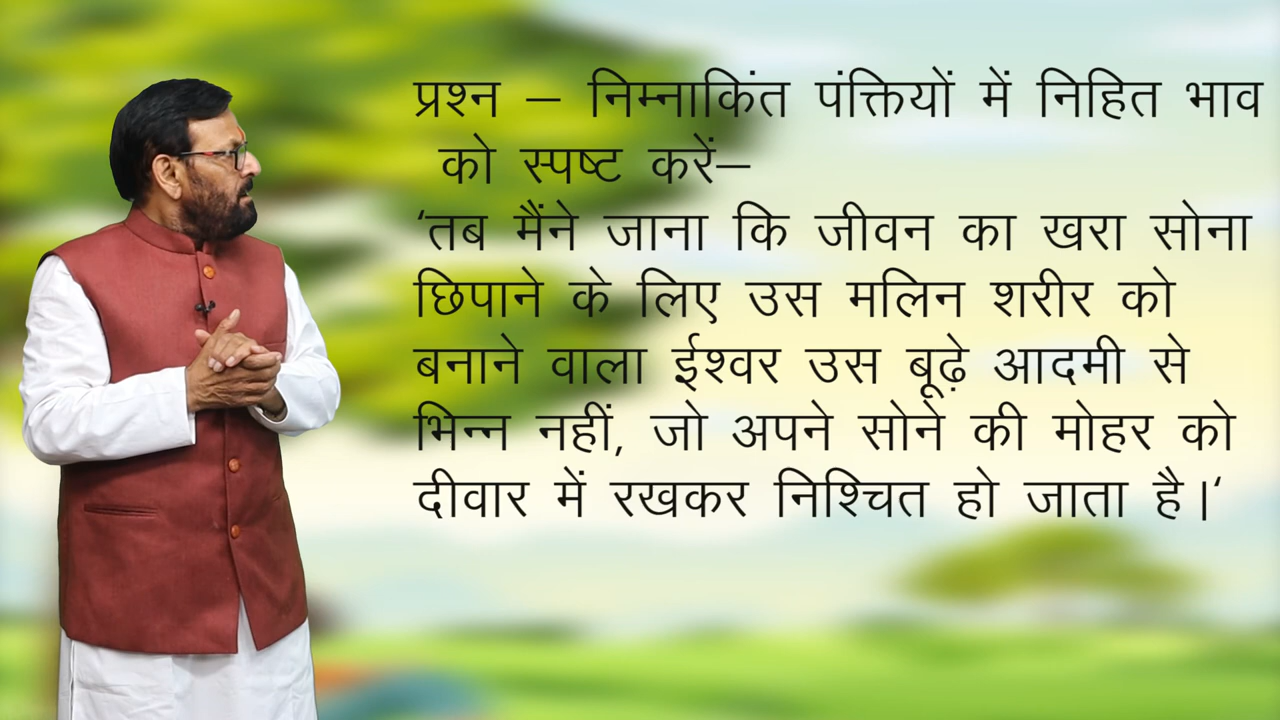 प्रश्न – निम्नाकिंत पंक्तियों में निहित भाव
को स्पष्ट करें–
‘तब मैंने जाना कि जीवन का खरा सोना
छिपाने के लिए उस मलिन शरीर को
बनाने वाला ईश्वर उस बूढ़े आदमी से
भिन्न नहीं, जो अपने सोने की मोहर को
दीवार में रखकर निश्चित हो जाता है।‘